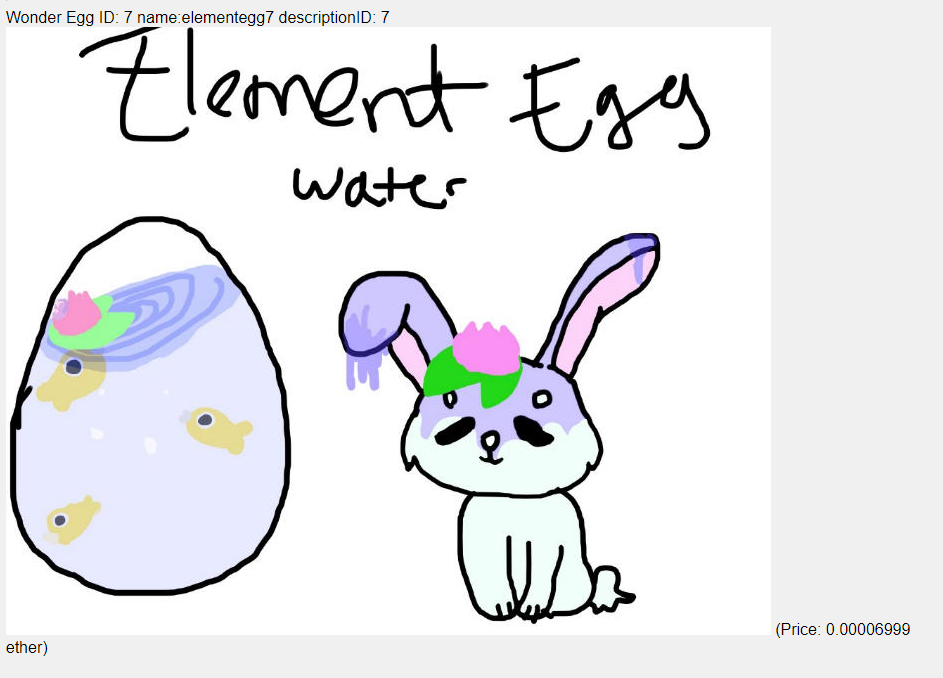 Wonder Egg ID: 7 name:elementegg7 descriptionID: 7
Element Egg
water
(Price: 0.00006999
ether)